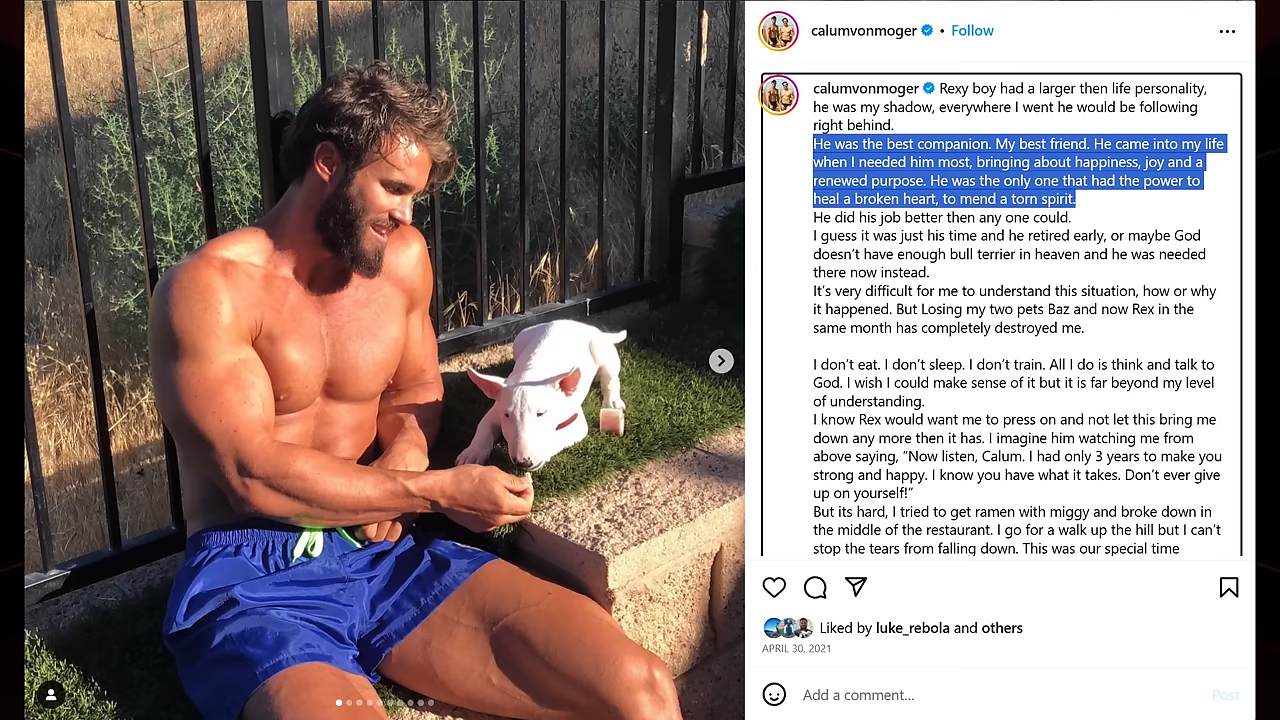 calumvonmoger • Follow
calumvonmoger Rexy boy had a larger then life personality,
he was my shadow, everywhere I went he would be following
right behind.
He was the best companion. My best friend. He came into my life
when I needed him most, bringing about happiness, joy and a
renewed purpose. He was the only one that had the power to
heal a broken heart, to mend a torn spirit.
He did his job better then any one could.
I guess it was just his time and he retired early, or maybe God
doesn't have enough bull terrier in heaven and he was needed
there now instead.
It's very difficult for me to understand this situation, how or why
it happened. But Losing my two pets Baz and now Rex in the
same month has completely destroyed me.
I don't eat. I don't sleep. I don't train. All I do is think and talk to
God. I wish I could make sense of it but it is far beyond my level
of understanding.
I know Rex would want me to press on and not let this bring me
down any more then it has. I imagine him watching me from
above saying, "Now listen, Calum. I had only 3 years to make you
strong and happy. I know you have what it takes. Don't ever give
up on yourself!"
But its hard, I tried to get ramen with miggy and broke down in
the middle of the restaurant. I go for a walk up the hill but I can't
stop the tears from falling down. This was our special time
Liked by luke_rebola and others
APRIL 30, 2021
Add a comment... Post